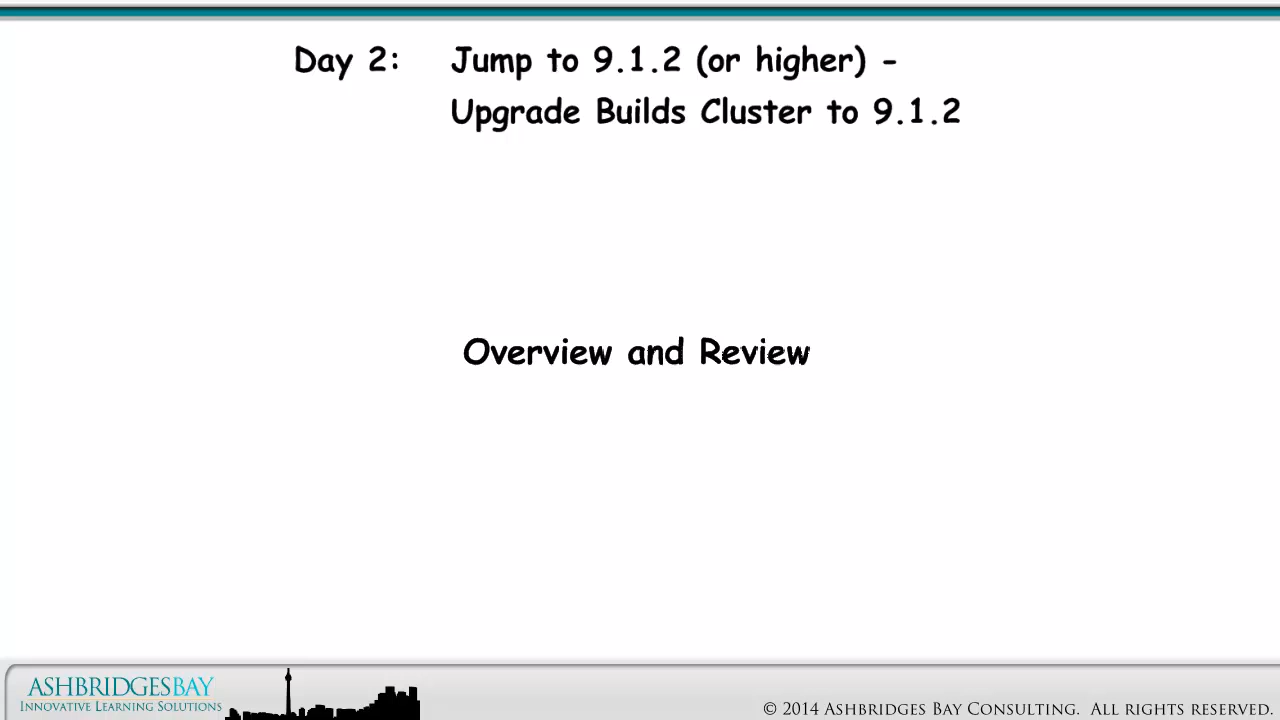 Day 2: Jump to 9.1.2 (or higher) -
Upgrade Builds Cluster to 9.1.2
Overview and Review
ASHBRIDGESBAY
INNOVATIVE LEARNING SOLUTIONS
© 2014 ASHBRIDGES BAY CONSULTING. ALL RIGHTS RESERVED.